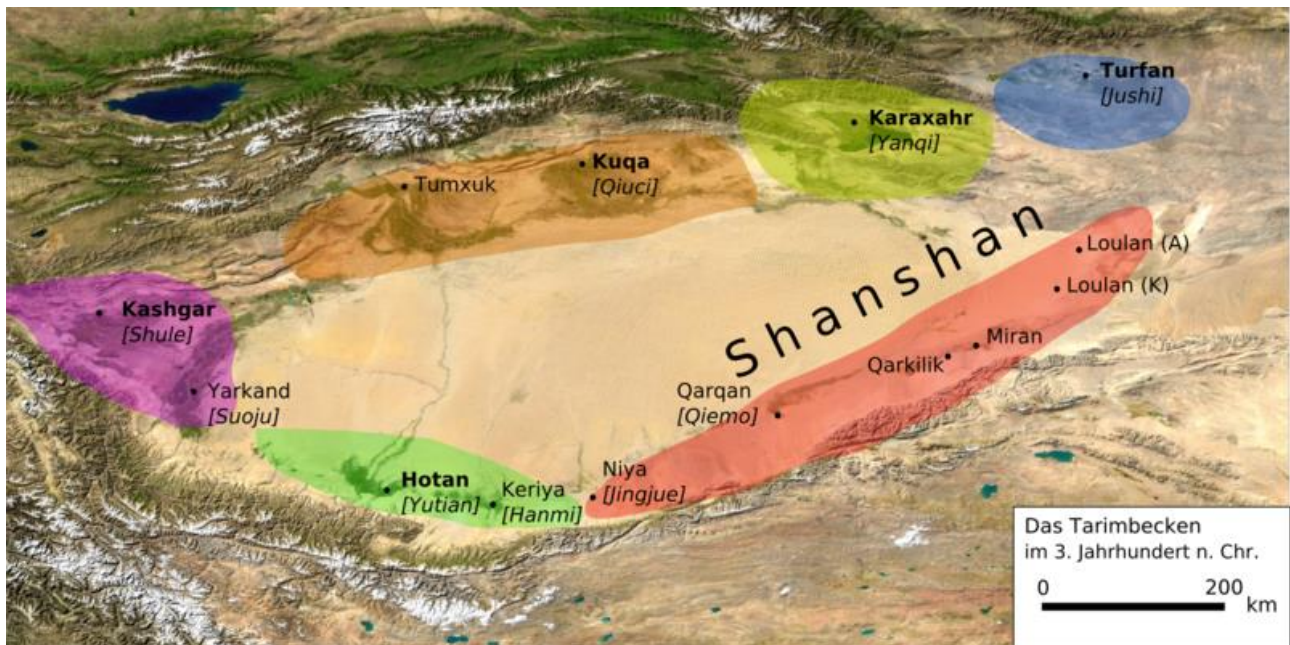 Turfan
[Jushi]
Karaxahr
[Yanqi]
Kuqa
[Qiuci]
Tumxuk
Shanshan
Loulan (A)
Loulan (K)
Kashgar
[Shule]
Miran
Qarkilik
Yarkand
[Suoju]
Qarqan
[Qiemo]
Hotan
[Yutian]
Keriya
[Hanmi]
Niya
[Jingjue]
Das Tarimbecken
im 3. Jahrhundert n. Chr.
0 200
km